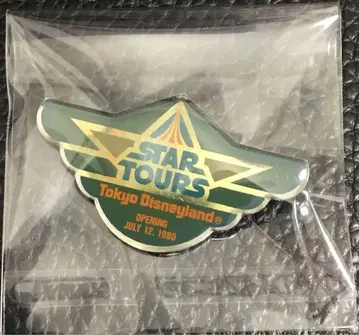 STAR
TOURS
Tokyo Disneyland®
OPENING
JULY 12, 1989